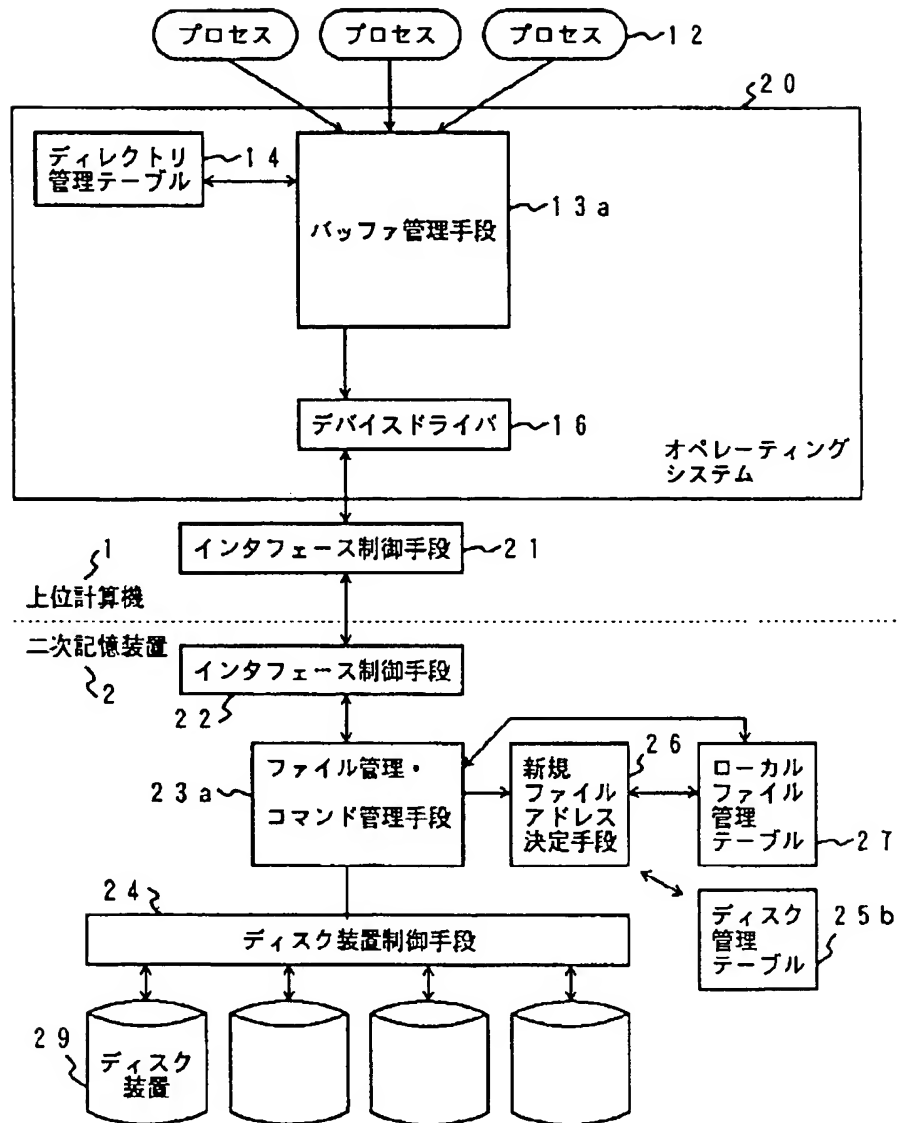 プロセス
プロセス
プロセス
12
20
ディレクトリ
管理テーブル
14
バッファ管理手段
13a
デバイスドライバ
16
オペレーティング
システム
インタフェース制御手段
21
1
上位計算機
二次記憶装置
2
インタフェース制御手段
22
ファイル管理・
コマンド管理手段
23a
新規
ファイル
アドレス
決定手段
26
ローカル
ファイル
管理
テーブル
27
ディスク
管理
テーブル
25b
24
ディスク装置制御手段
29
ディスク
装置